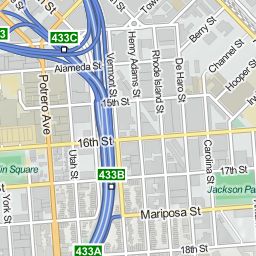 Berry St
Channel St
Hooper St
433C
Alameda St
Potrero Ave
Vermont St
Henry Adams St
Rhode Island St
De Haro St
15th St
16th St
Utah St
433B
Carolina St
17th St
Jackson Pa
in Square
York St
Mariposa St
433A